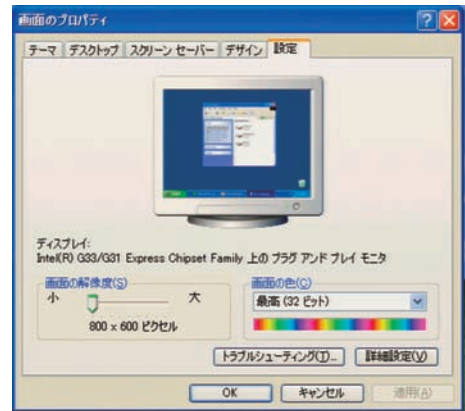 画面のプロパティ
テーマ デスクトップ スクリーン セーバー デザイン 設定
ディスプレイ:
Intel(R) G33/G31 Express Chipset Family 上の プラグ アンド プレイ モニタ
画面の解像度(S)
小 大
800 x 600 ピクセル
画面の色(C)
最高 (32 ビット)
トラブルシューティング(T)... 詳細設定(V)
OK キャンセル 適用(A)